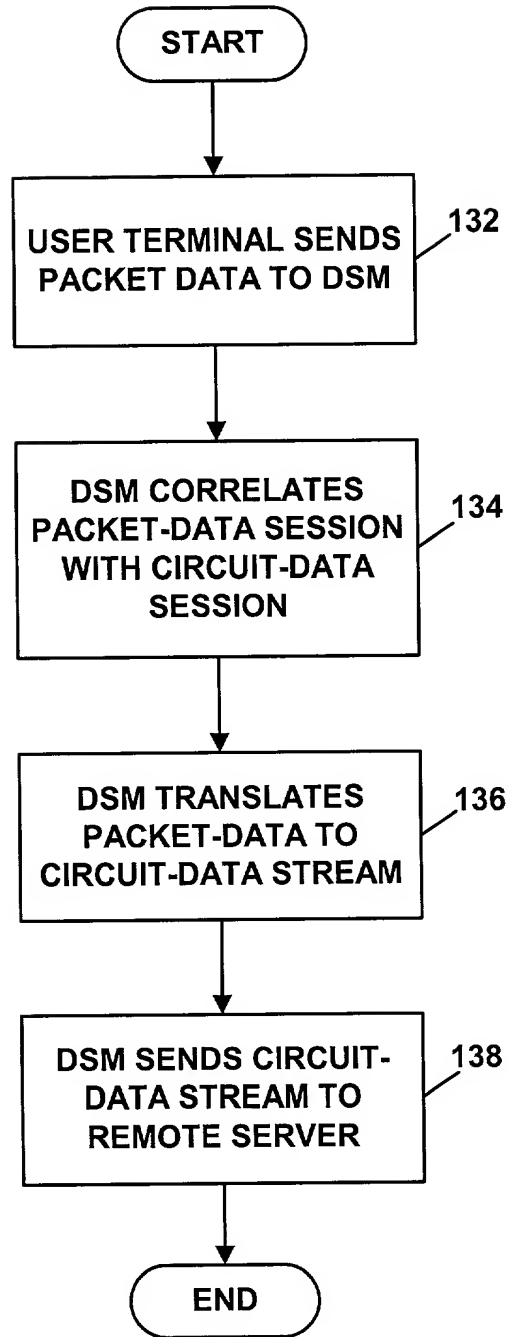 START
USER TERMINAL SENDS
PACKET DATA TO DSM
132
DSM CORRELATES
PACKET-DATA SESSION
WITH CIRCUIT-DATA
SESSION
134
DSM TRANSLATES
PACKET-DATA TO
CIRCUIT-DATA STREAM
136
DSM SENDS CIRCUIT-
DATA STREAM TO
REMOTE SERVER
138
END